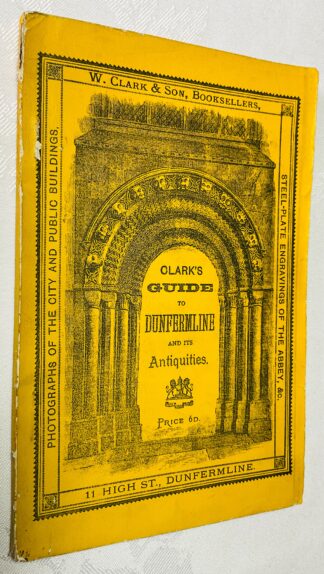 W. CLARK & SON, BOOKSELLERS,
PHOTOGRAPHS OF THE CITY AND PUBLIC BUILDINGS.
STEEL-PLATE ENGRAVINGS OF THE ABBEY, &c.
CLARK'S
GUIDE
TO
DUNFERMLINE
AND ITS
Antiquities.
PRICE 6D.
11 HIGH ST., DUNFERMLINE.